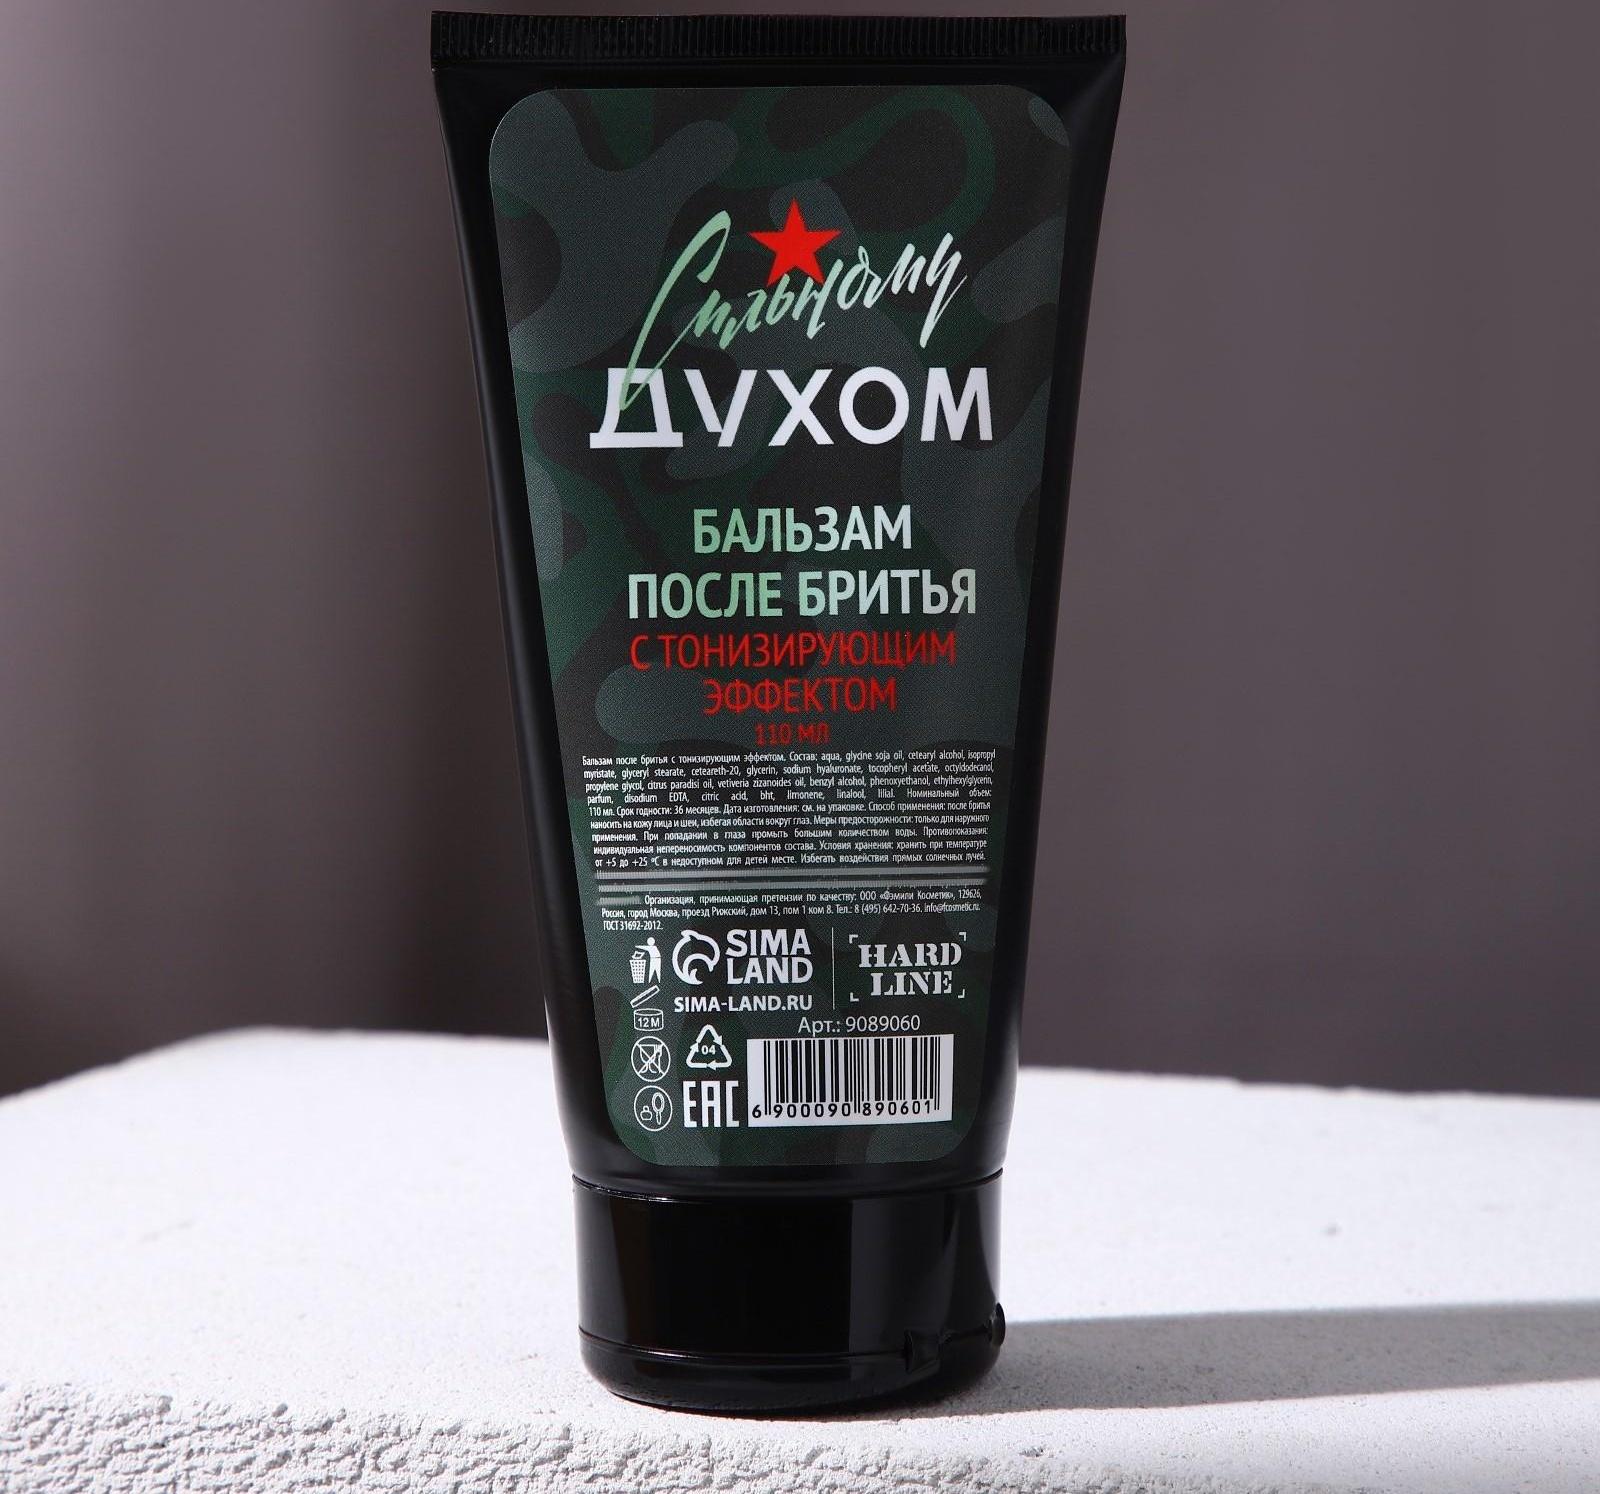 Сильному
ДУХОМ
БАЛЬЗАМ
ПОСЛЕ БРИТЬЯ
С ТОНИЗИРУЮЩИМ
ЭФФЕКТОМ
110 МЛ
Бальзам после бритья с тонизирующим эффектом. Состав: aqua, glycine soja oil, cetearyl alcohol, isopropyl
myristate, glyceryl stearate, ceteareth-20, glycerin, sodium hyaluronate, tocopheryl acetate, octyldodecanol,
propylene glycol, citrus paradisi oil, vetiveria zizanoides oil, benzyl alcohol, phenoxyethanol, ethylhexylglycerin,
parfum, disodium EDTA, citric acid, bht, limonene, linalool, lilial. Номинальный объем:
110 мл. Срок годности: 36 месяцев. Дата изготовления: см. на упаковке. Способ применения: после бритья
наносить на кожу лица и шеи, избегая области вокруг глаз. Меры предосторожности: только для наружного
применения. При попадании в глаза промыть большим количеством воды. Противопоказания:
индивидуальная непереносимость компонентов состава. Условия хранения: хранить при температуре
от +5 до +25 °С в недоступном для детей месте. Избегать воздействия прямых солнечных лучей.
Организация, принимающая претензии по качеству: ООО «Фэмили Косметик», 129626,
Россия, город Москва, проезд Рижский, дом 13, пом 1 ком 8. Тел.: 8 (495) 642-70-36, info@fcosmetic.ru.
ГОСТ 31692-2012.
SIMA
LAND
SIMA-LAND.RU
HARD
LINE
Арт.: 9089060
12 M
04
EAC
6 900090 890601